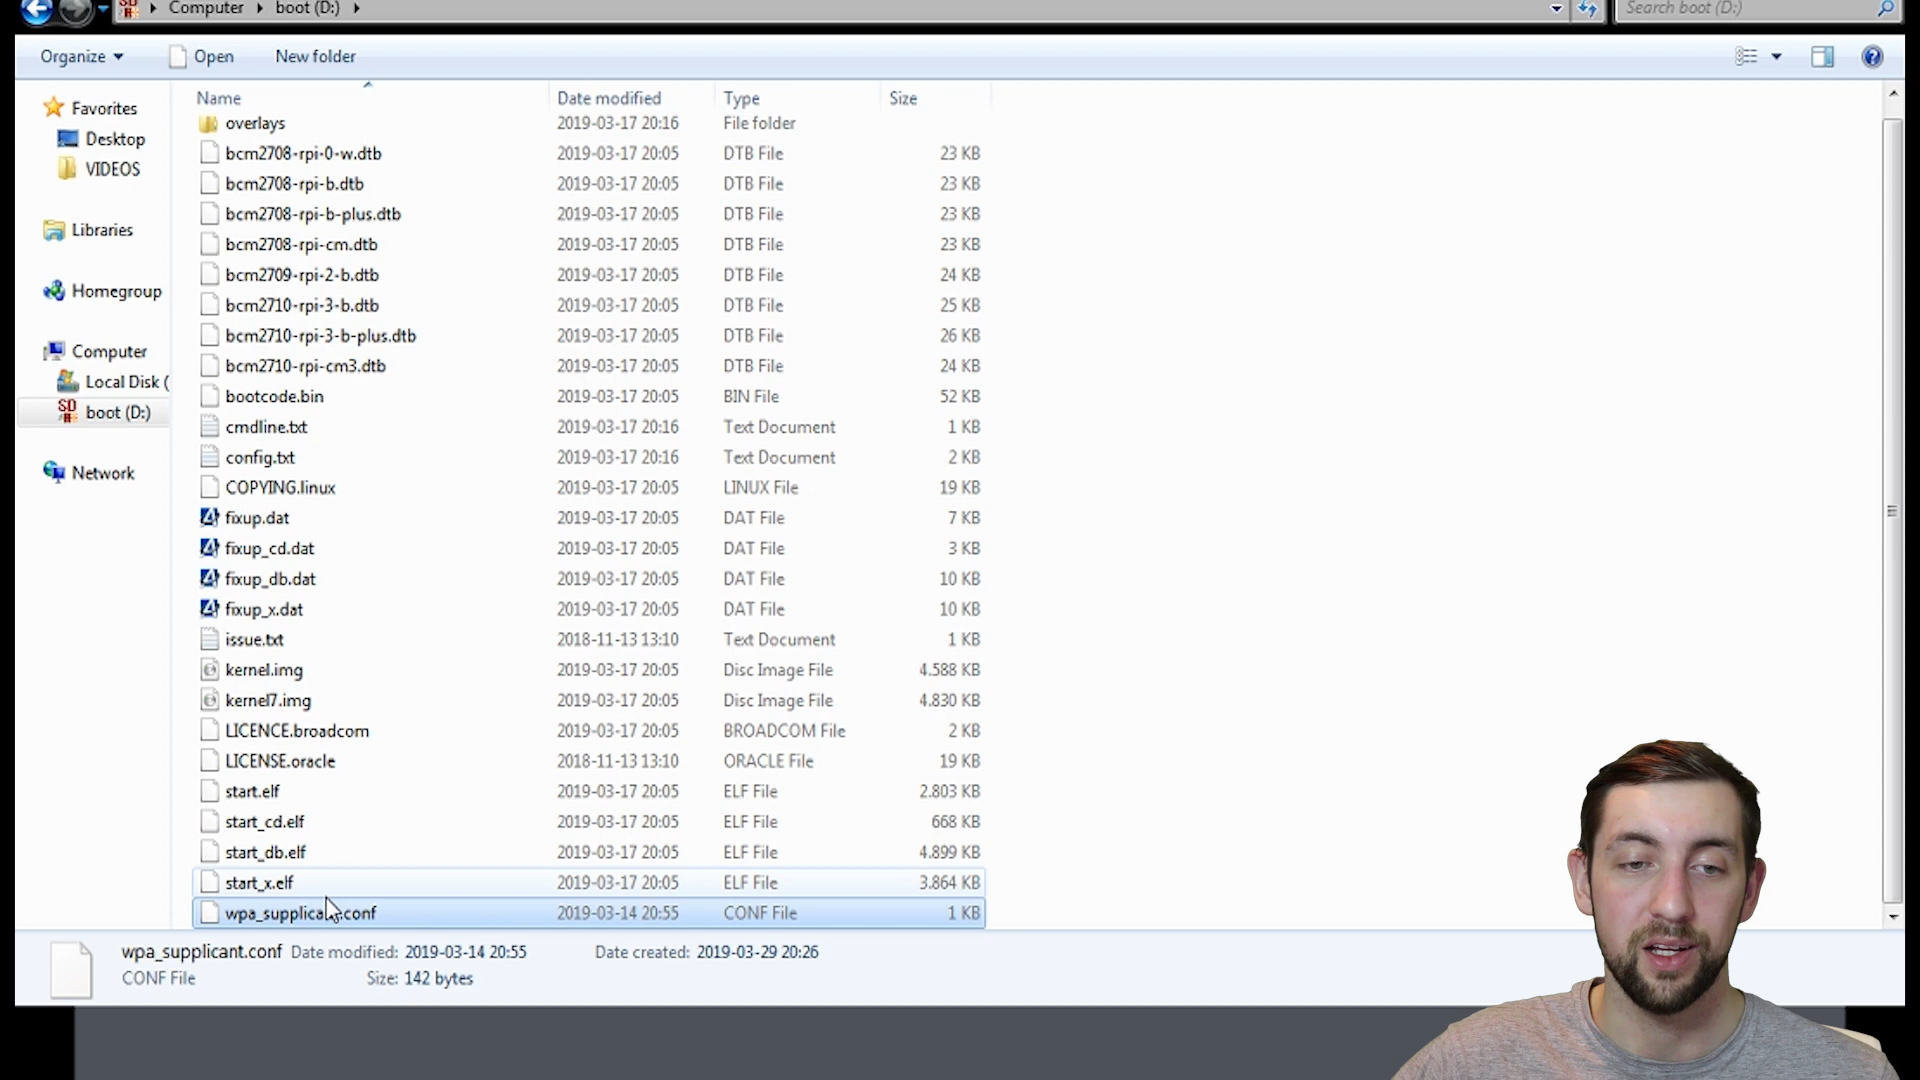 Computer boot (D:) Search boot (D:)
Organize Open New folder
Name Date modified Type Size
Favorites
Desktop
VIDEOS
Libraries
Homegroup
Computer
Local Disk (
boot (D:)
Network
overlays 2019-03-17 20:16 File folder
bcm2708-rpi-0-w.dtb 2019-03-17 20:05 DTB File 23 KB
bcm2708-rpi-b.dtb 2019-03-17 20:05 DTB File 23 KB
bcm2708-rpi-b-plus.dtb 2019-03-17 20:05 DTB File 23 KB
bcm2708-rpi-cm.dtb 2019-03-17 20:05 DTB File 23 KB
bcm2709-rpi-2-b.dtb 2019-03-17 20:05 DTB File 24 KB
bcm2710-rpi-3-b.dtb 2019-03-17 20:05 DTB File 25 KB
bcm2710-rpi-3-b-plus.dtb 2019-03-17 20:05 DTB File 26 KB
bcm2710-rpi-cm3.dtb 2019-03-17 20:05 DTB File 24 KB
bootcode.bin 2019-03-17 20:05 BIN File 52 KB
cmdline.txt 2019-03-17 20:16 Text Document 1 KB
config.txt 2019-03-17 20:16 Text Document 2 KB
COPYING.linux 2019-03-17 20:05 LINUX File 19 KB
fixup.dat 2019-03-17 20:05 DAT File 7 KB
fixup_cd.dat 2019-03-17 20:05 DAT File 3 KB
fixup_db.dat 2019-03-17 20:05 DAT File 10 KB
fixup_x.dat 2019-03-17 20:05 DAT File 10 KB
issue.txt 2018-11-13 13:10 Text Document 1 KB
kernel.img 2019-03-17 20:05 Disc Image File 4.588 KB
kernel7.img 2019-03-17 20:05 Disc Image File 4.830 KB
LICENCE.broadcom 2019-03-17 20:05 BROADCOM File 2 KB
LICENSE.oracle 2018-11-13 13:10 ORACLE File 19 KB
start.elf 2019-03-17 20:05 ELF File 2.803 KB
start_cd.elf 2019-03-17 20:05 ELF File 668 KB
start_db.elf 2019-03-17 20:05 ELF File 4.899 KB
start_x.elf 2019-03-17 20:05 ELF File 3.864 KB
wpa_supplicant.conf 2019-03-14 20:55 CONF File 1 KB
wpa_supplicant.conf Date modified: 2019-03-14 20:55 Date created: 2019-03-29 20:26
CONF File Size: 142 bytes